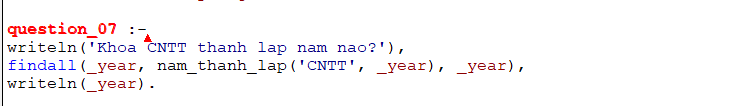 question_07 :-
writeln('Khoa CNTT thanh lap nam nao?'),
findall(_year, nam_thanh_lap('CNTT', _year), _year),
writeln(_year).